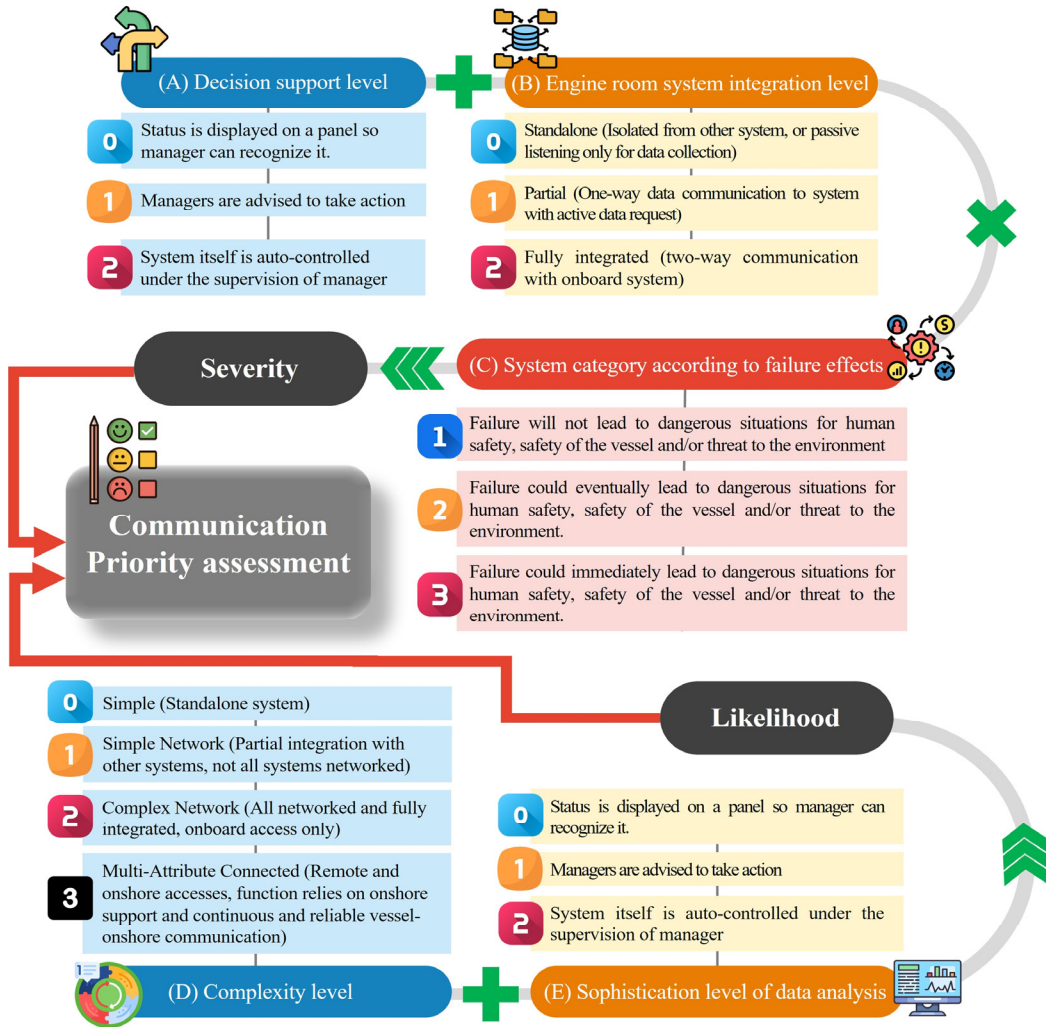 (A) Decision support level
0
Status is displayed on a panel so
manager can recognize it.
1
Managers are advised to take action
2
System itself is auto-controlled
under the supervision of manager
(B) Engine room system integration level
0
Standalone (Isolated from other system, or passive
listening only for data collection)
1
Partial (One-way data communication to system
with active data request)
2
Fully integrated (two-way communication
with onboard system)
(C) System category according to failure effects
1
Failure will not lead to dangerous situations for human
safety, safety of the vessel and/or threat to the environment
2
Failure could eventually lead to dangerous situations for
human safety, safety of the vessel and/or threat to the
environment.
3
Failure could immediately lead to dangerous situations for
human safety, safety of the vessel and/or threat to the
environment.
Severity
Communication
Priority assessment
Likelihood
0
Simple (Standalone system)
1
Simple Network (Partial integration with
other systems, not all systems networked)
2
Complex Network (All networked and fully
integrated, onboard access only)
3
Multi-Attribute Connected (Remote and
onshore accesses, function relies on onshore
support and continuous and reliable vessel-
onshore communication)
1
(D) Complexity level
0
Status is displayed on a panel so manager can
recognize it.
1
Managers are advised to take action
2
System itself is auto-controlled under the
supervision of manager
(E) Sophistication level of data analysis